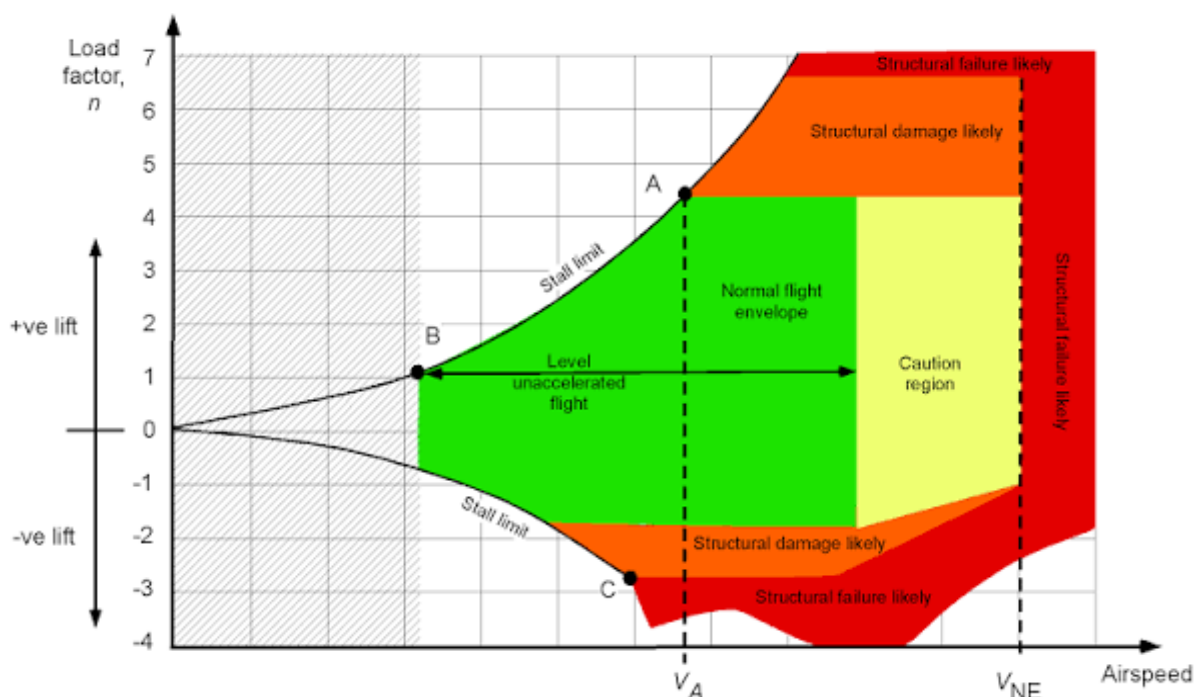 Load
factor,
n
7
6
5
4
3
2
1
0
-1
-2
-3
-4
+ve lift
-ve lift
Structural failure likely
Structural damage likely
A
Stall limit
Normal flight
envelope
B
Level
unaccelerated
flight
Caution
region
Structural failure likely
Stall limit
Structural damage likely
C
Structural failure likely
VA
VNE
Airspeed